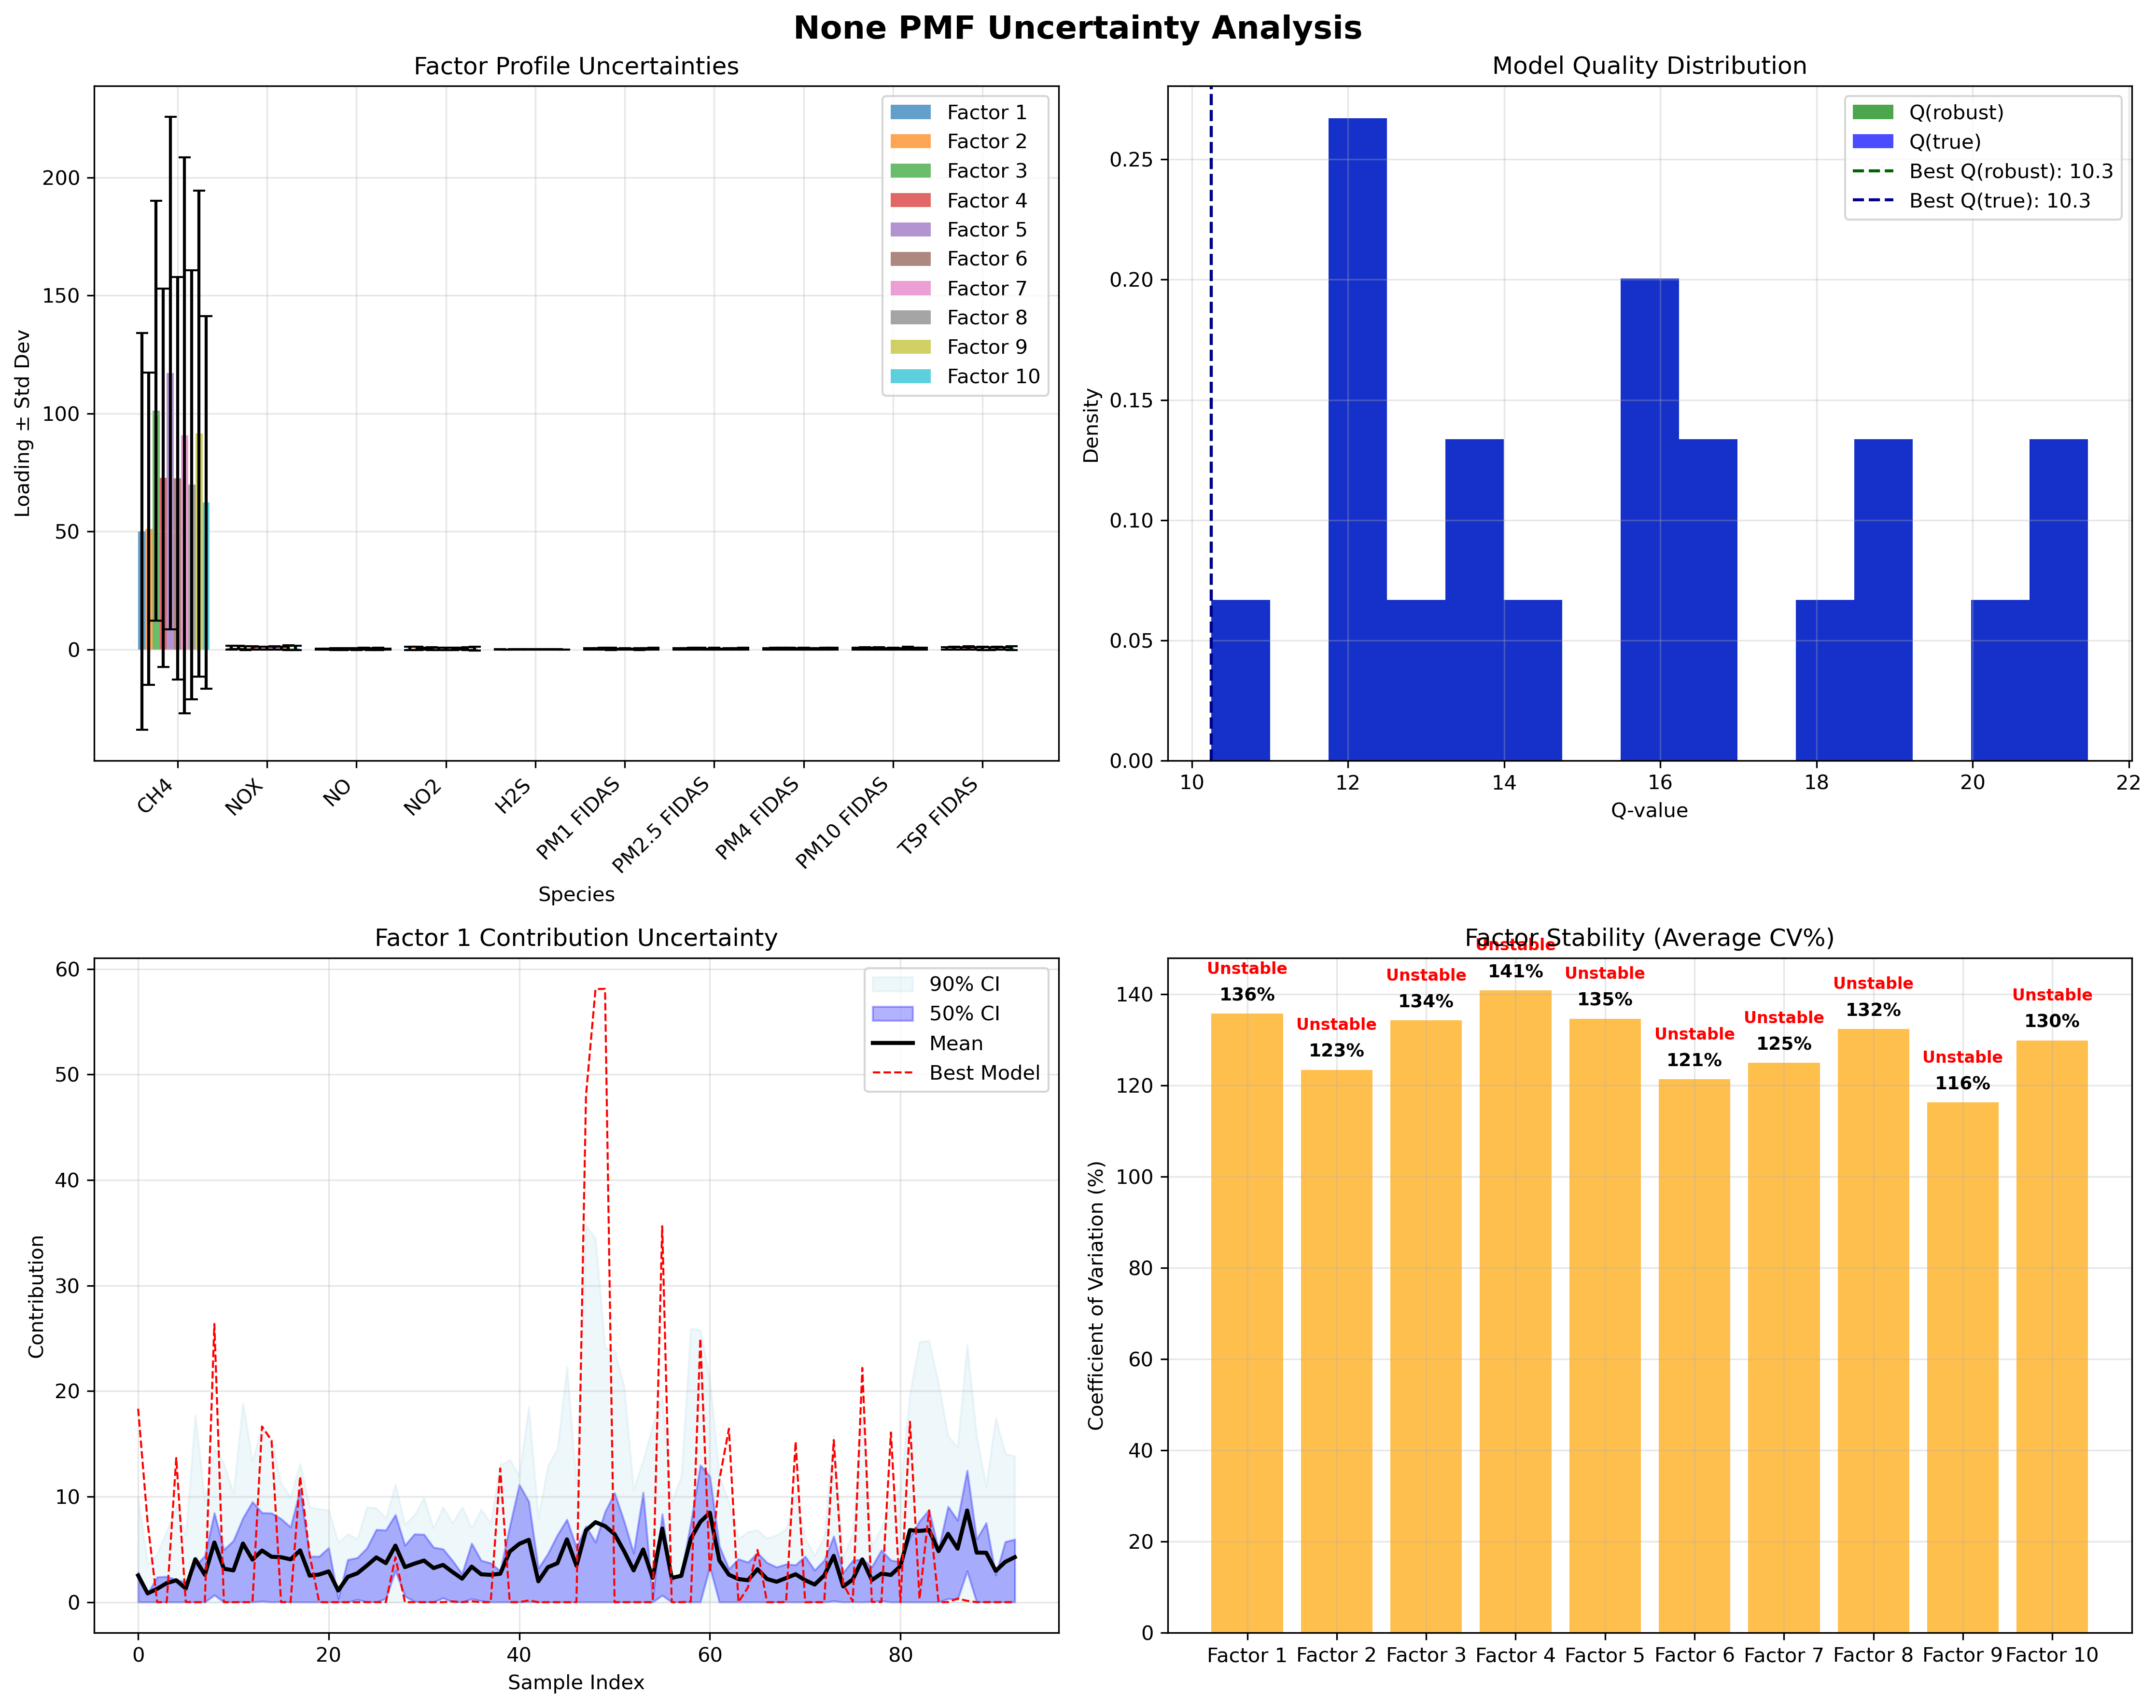 None PMF Uncertainty Analysis
Factor Profile Uncertainties
Loading ± Std Dev
200
150
100
50
0
Factor 1
Factor 2
Factor 3
Factor 4
Factor 5
Factor 6
Factor 7
Factor 8
Factor 9
Factor 10
CH4
NOX
NO
NO2
H2S
PM1 FIDAS
PM2.5 FIDAS
PM4 FIDAS
PM10 FIDAS
TSP FIDAS
Species
Model Quality Distribution
Density
0.25
0.20
0.15
0.10
0.05
0.00
Q(robust)
Q(true)
Best Q(robust): 10.3
Best Q(true): 10.3
10 12 14 16 18 20 22
Q-value
Factor 1 Contribution Uncertainty
Contribution
60
50
40
30
20
10
0
90% CI
50% CI
Mean
Best Model
0 20 40 60 80
Sample Index
Factor Stability (Average CV%)
Coefficient of Variation (%)
140
120
100
80
60
40
20
0
Unstable
136%
Unstable
123%
Unstable
134%
Unstable
141%
Unstable
135%
Unstable
121%
Unstable
125%
Unstable
132%
Unstable
116%
Unstable
130%
Factor 1 Factor 2 Factor 3 Factor 4 Factor 5 Factor 6 Factor 7 Factor 8 Factor 9 Factor 10